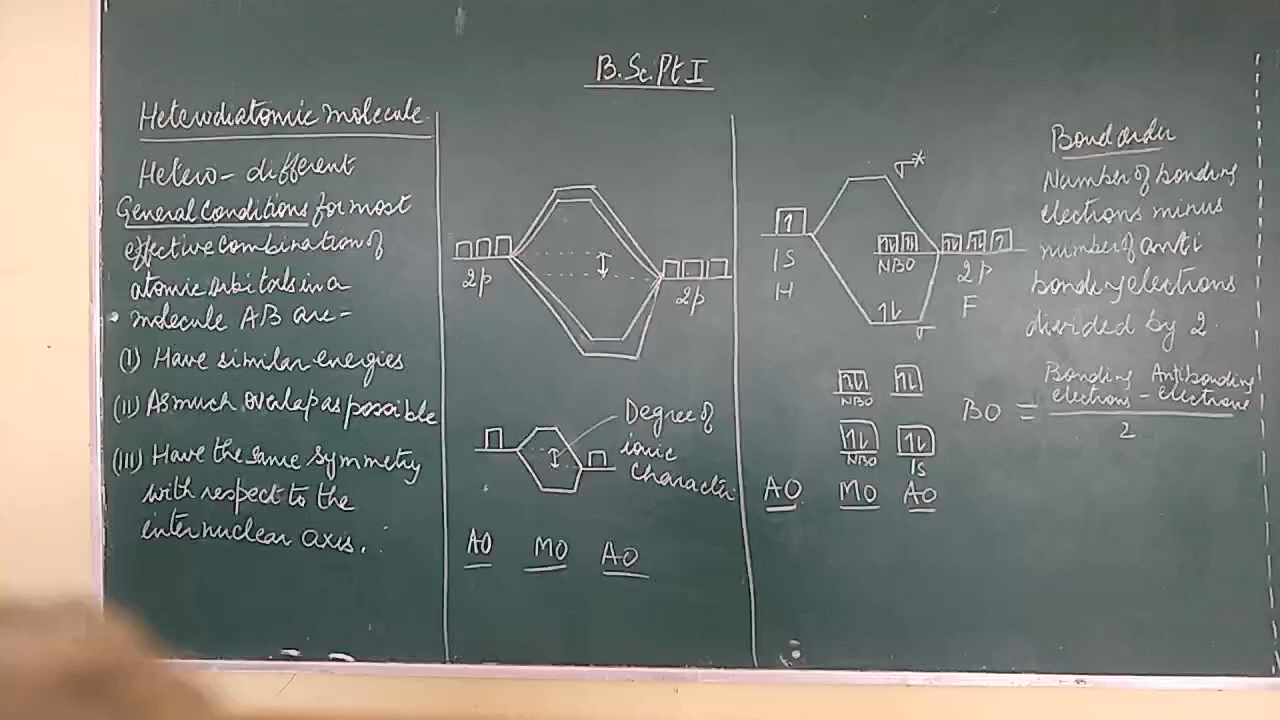 B.Sc.Pt I
Heterodiatomic molecule
Hetero - different
General Conditions for most
effective combination of
atomic orbitals in a
molecule AB are -
(I) Have similar energies
(II) As much overlap as possible
(III) Have the same symmetry
with respect to the
internuclear axis.
2p
2p
Degree of
ionic
character
AO MO AO
σ*
1S
H
NBO
2p
F
σ
NBO
NBO
1S
AO MO AO
Bond order
Number of bonding
electrons minus
number of anti
bonding electrons
divided by 2.
Bonding Antibonding
electrons - electrons
BO =
2